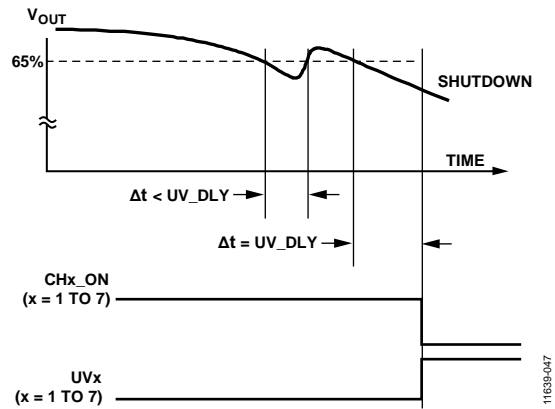 VOUT
65%
SHUTDOWN
TIME
Δt < UV_DLY
Δt = UV_DLY
CHx_ON
(x = 1 TO 7)
UVx
(x = 1 TO 7)
11639-047